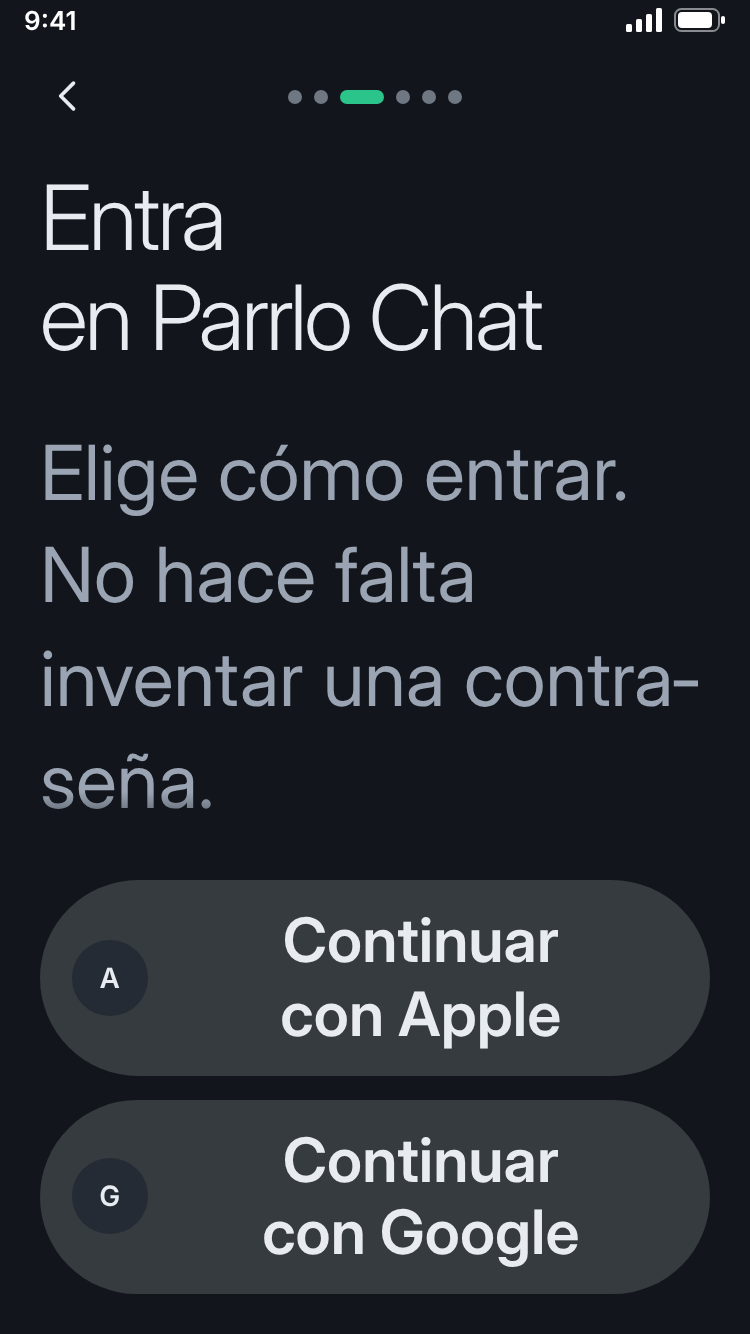 9:41
Entra
en Parrlo Chat
Elige cómo entrar.
No hace falta
inventar una contra-
seña.
A
Continuar
con Apple
G
Continuar
con Google